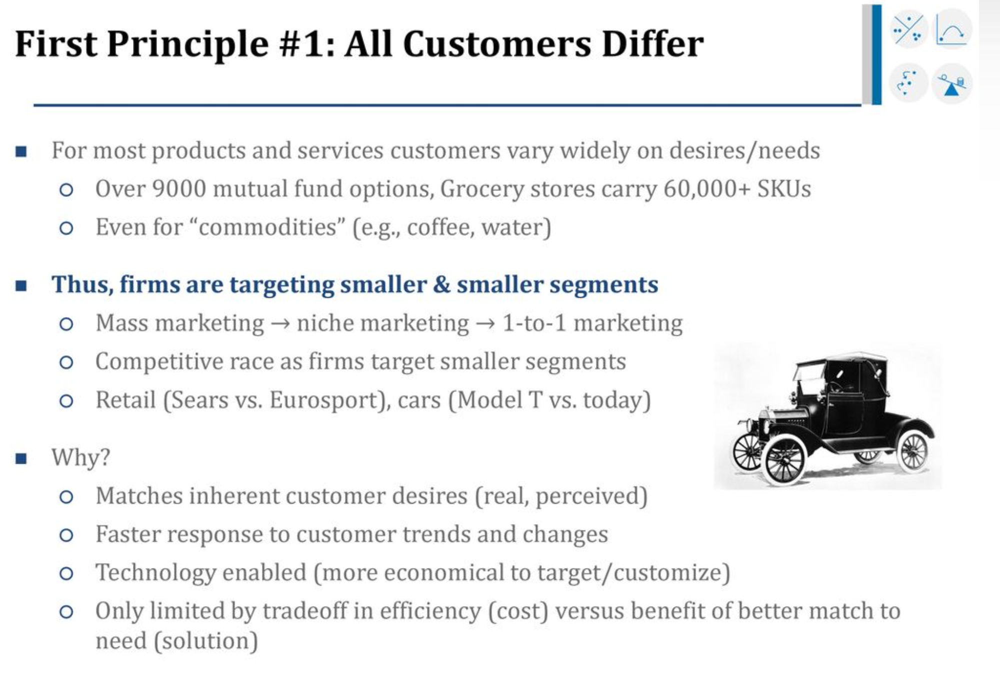 First Principle #1: All Customers Differ
For most products and services customers vary widely on desires/needs
Over 9000 mutual fund options, Grocery stores carry 60,000+ SKUs
Even for “commodities” (e.g., coffee, water)
Thus, firms are targeting smaller & smaller segments
Mass marketing → niche marketing → 1-to-1 marketing
Competitive race as firms target smaller segments
Retail (Sears vs. Eurosport), cars (Model T vs. today)
Why?
Matches inherent customer desires (real, perceived)
Faster response to customer trends and changes
Technology enabled (more economical to target/customize)
Only limited by tradeoff in efficiency (cost) versus benefit of better match to
need (solution)